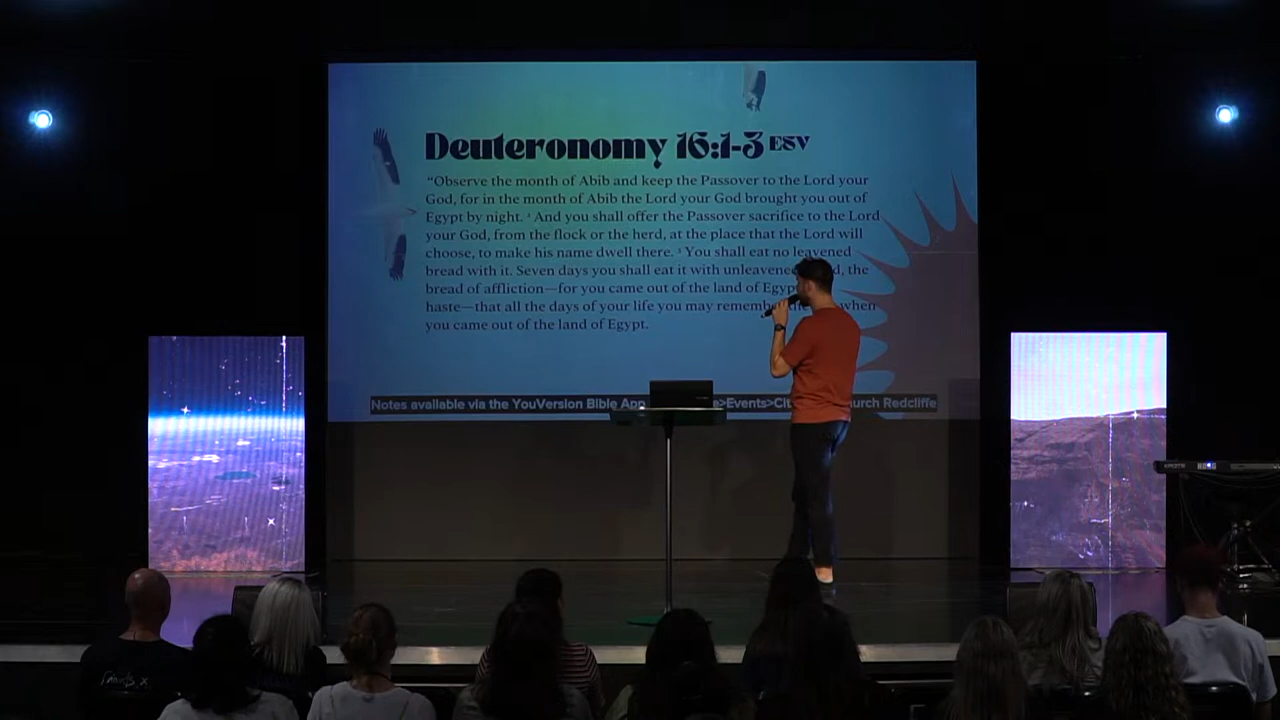 Deuteronomy 16:1-3 ESV
“Observe the month of Abib and keep the Passover to the Lord your
God, for in the month of Abib the Lord your God brought you out of
Egypt by night. ² And you shall offer the Passover sacrifice to the Lord
your God, from the flock or the herd, at the place that the Lord will
choose, to make his name dwell there. ³ You shall eat no leavened
bread with it. Seven days you shall eat it with unleavened the
bread of affliction—for you came out of the land of Egypt
haste—that all the days of your life you may remember when
you came out of the land of Egypt.
Notes available via the YouVersion Bible App >Events> Church Redcliffe